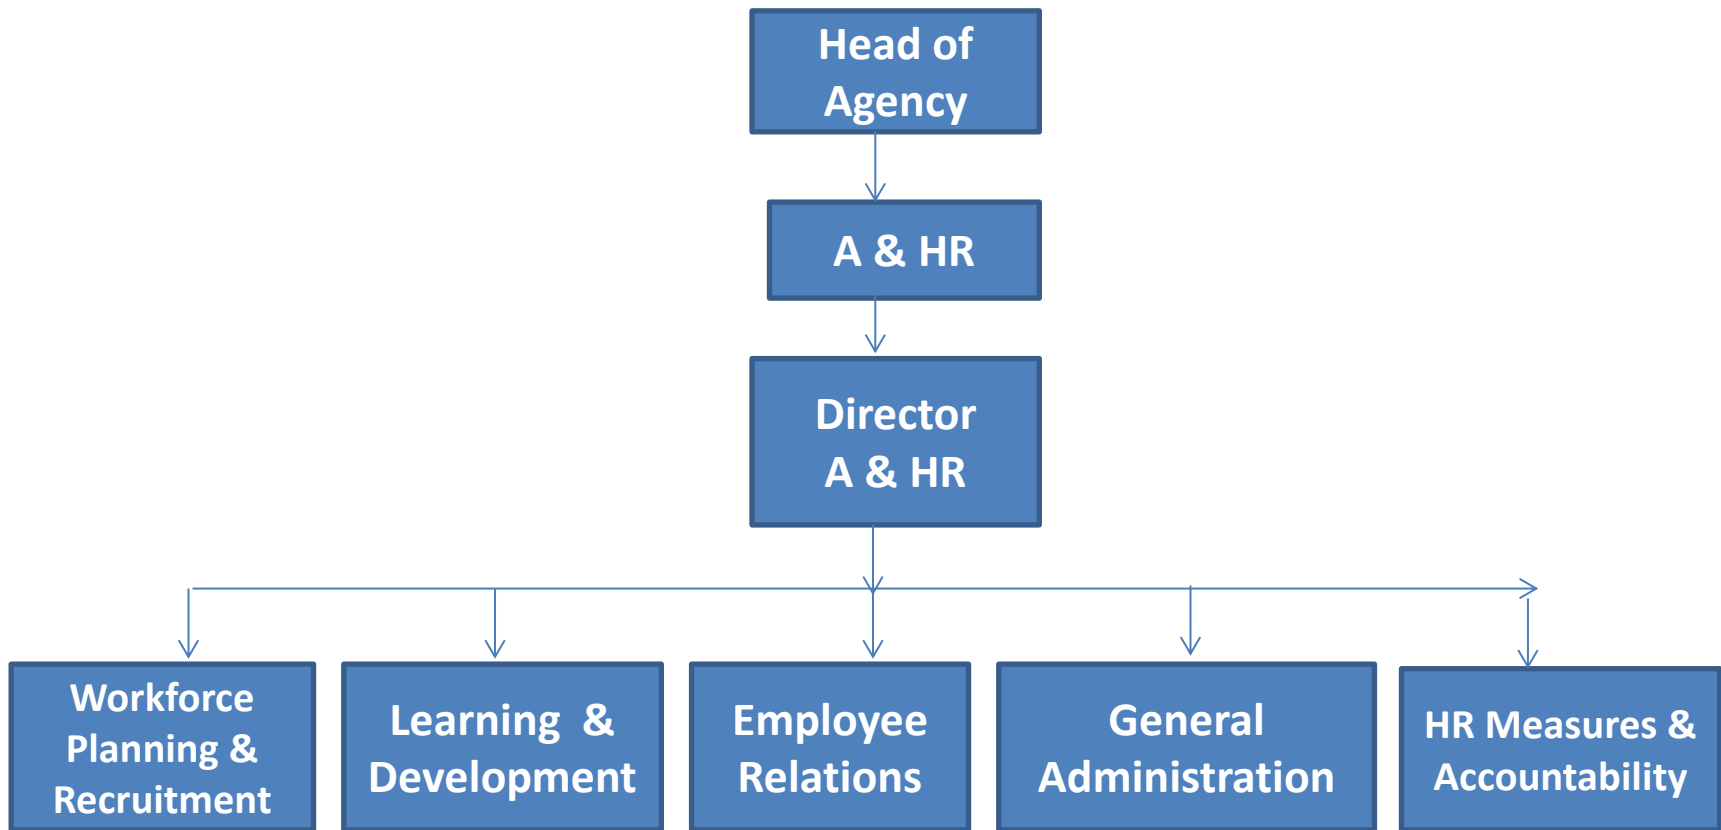 Head of
Agency
A & HR
Director
A & HR
Workforce
Planning &
Recruitment
Learning & 
Development
Employee
Relations
General
Administration
HR Measures &
Accountability